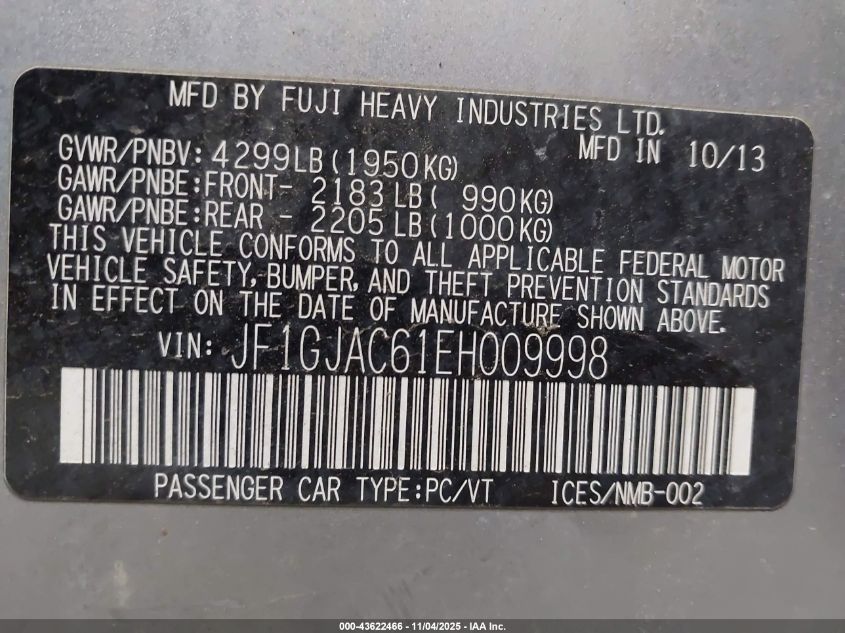 MFD BY FUJI HEAVY INDUSTRIES LTD.
MFD IN 10/13
GVWR/PNBV: 4299LB(1950KG)
GAWR/PNBE:FRONT- 2183LB( 990KG)
GAWR/PNBE:REAR - 2205LB(1000KG)
THIS VEHICLE CONFORMS TO ALL APPLICABLE FEDERAL MOTOR
VEHICLE SAFETY, BUMPER, AND THEFT PREVENTION STANDARDS
IN EFFECT ON THE DATE OF MANUFACTURE SHOWN ABOVE.
VIN: JF1GJAC61EH009998
PASSENGER CAR TYPE:PC/VT ICES/NMB-002
000-43622466 - 11/04/2025 - IAA Inc.